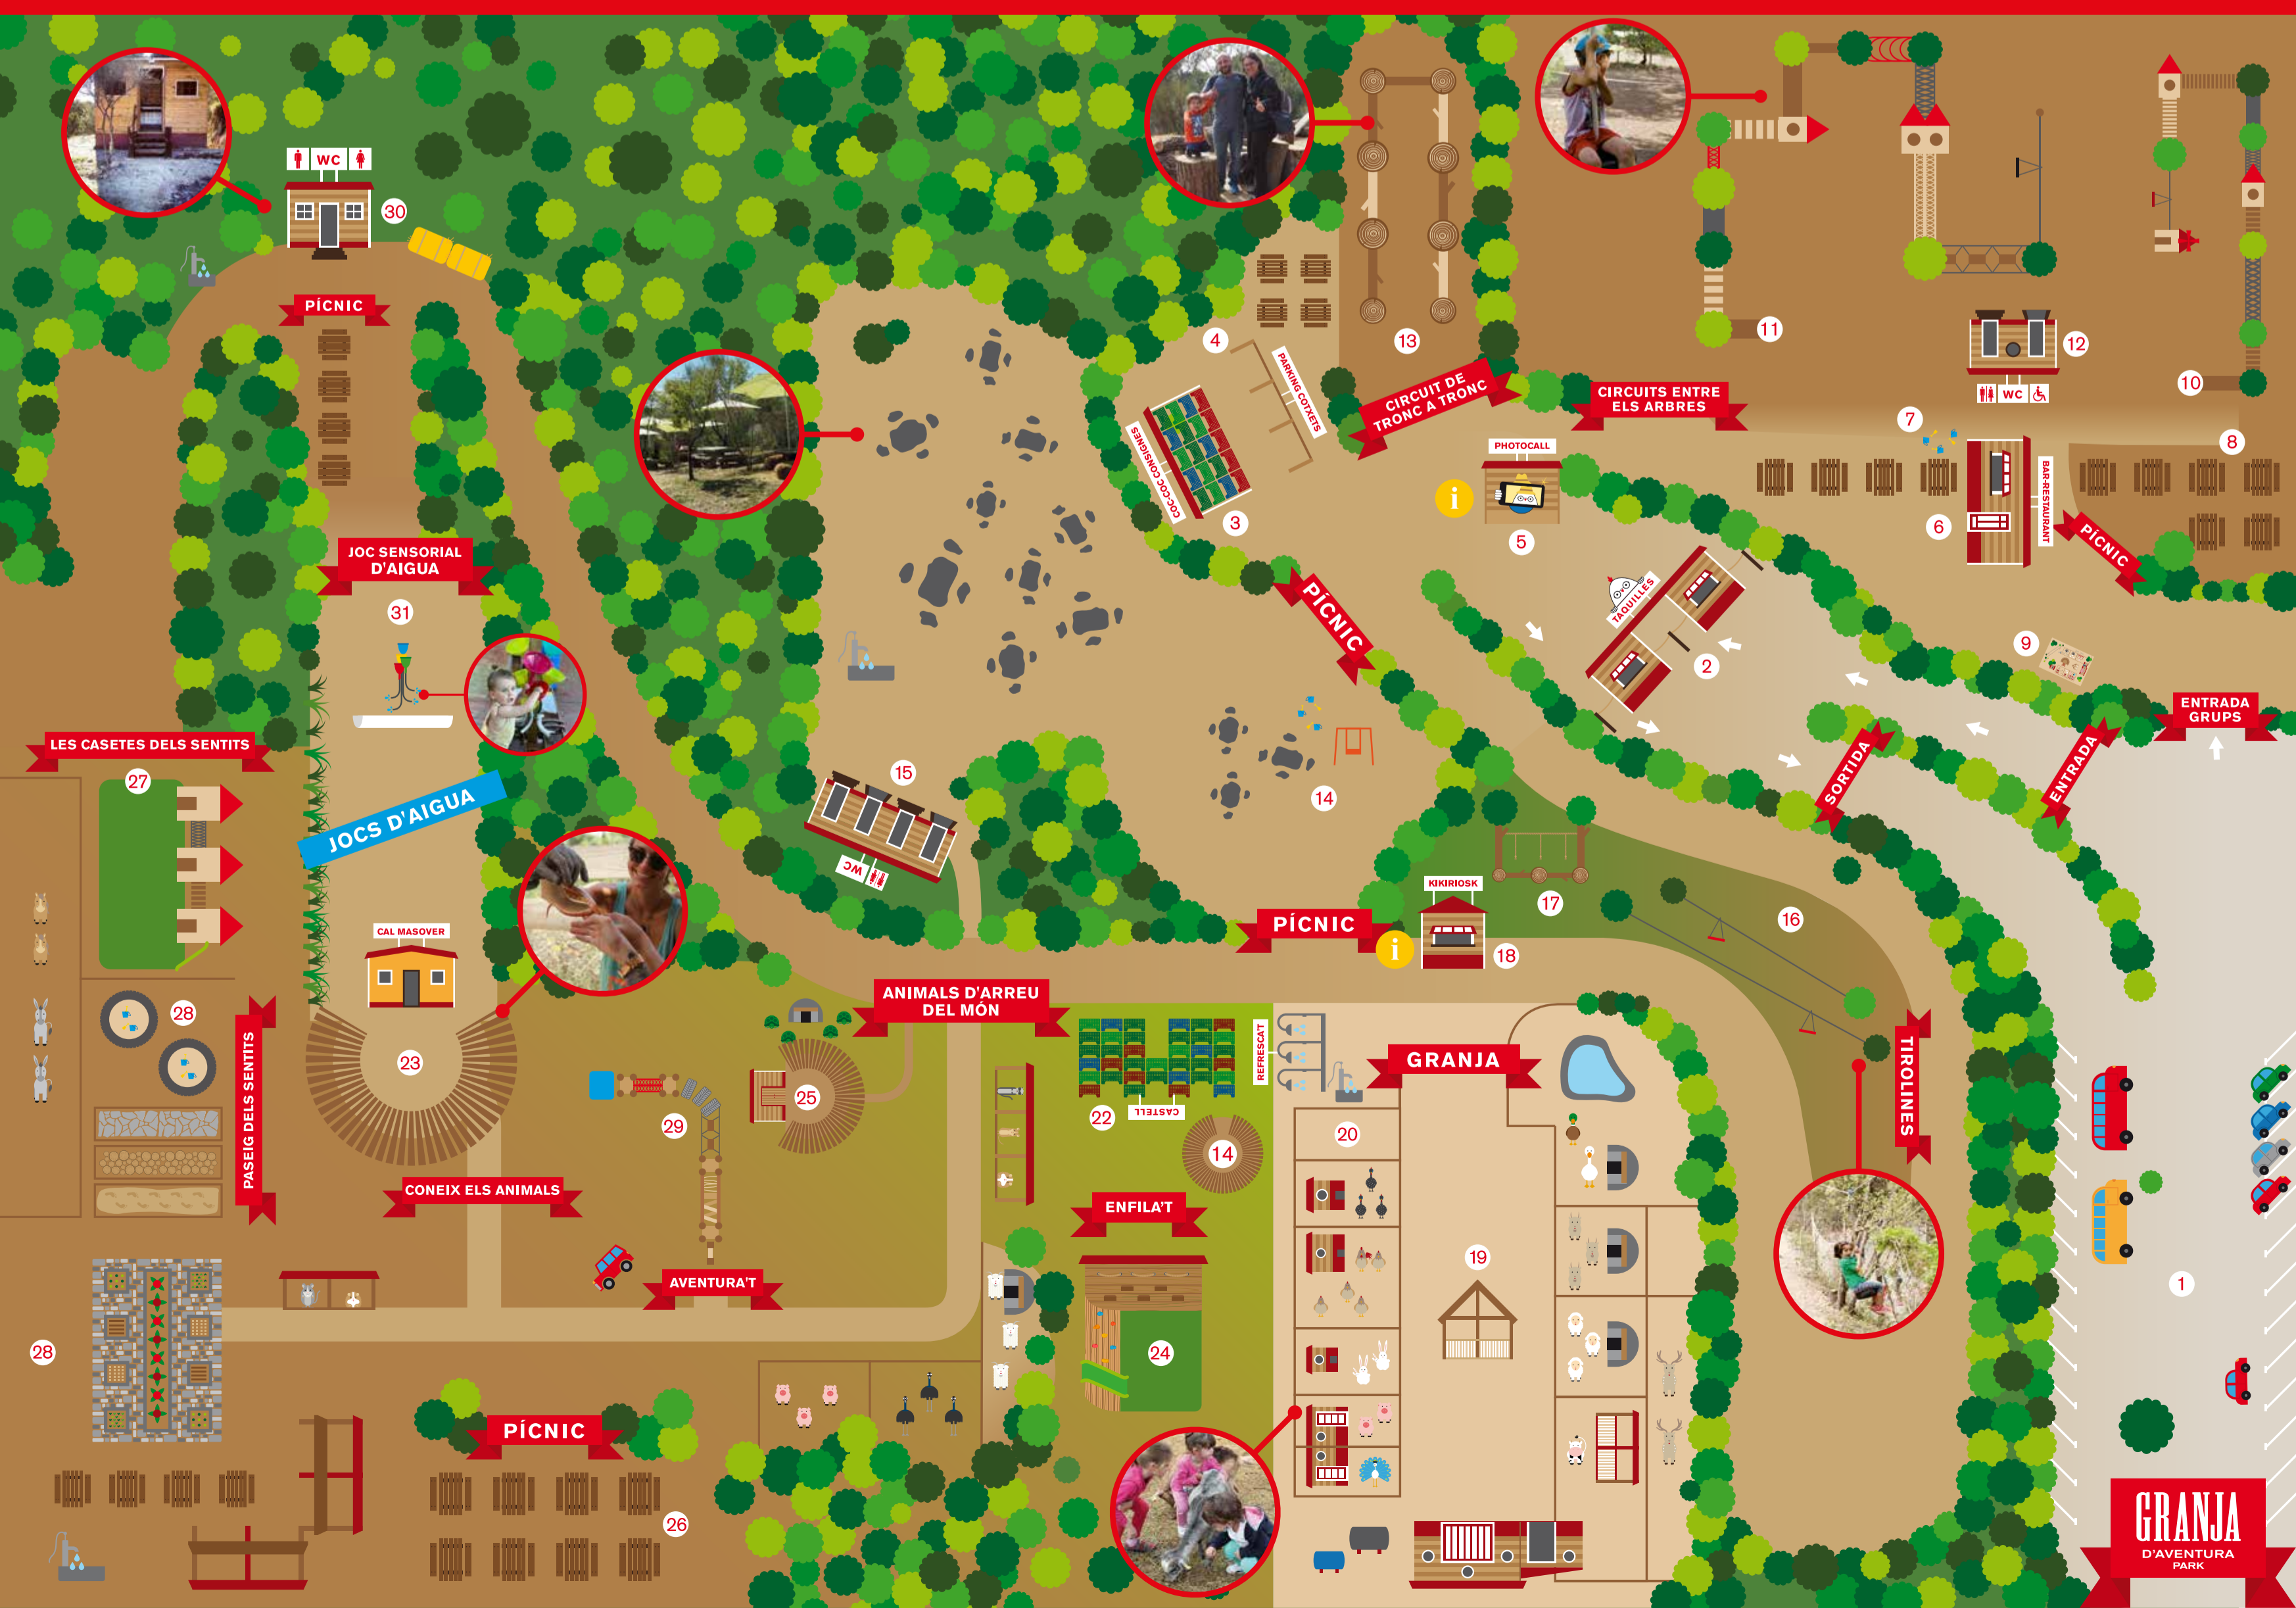 WC
30
PÍCNIC
4
13
PARKING COTXETS
11
12
WC
10
CIRCUIT DE
TRONC A TRONC
CIRCUITS ENTRE
ELS ARBRES
COC-COC CONSIGNES
3
PHOTOCALL
i
5
7
8
6
BAR-RESTAURANT
PÍCNIC
JOC SENSORIAL
D'AIGUA
31
PÍCNIC
TAQUILLES
2
9
ENTRADA
GRUPS
SORTIDA
ENTRADA
LES CASETES DELS SENTITS
27
JOCS D'AIGUA
15
WC
14
KIKIRIOSK
17
16
PÍCNIC
i
18
CAL MASOVER
28
PASEIG DELS SENTITS
23
ANIMALS D'ARREU
DEL MÓN
REFRESCAT
GRANJA
TIROLINES
29
25
22
CASTELL
14
20
CONEIX ELS ANIMALS
ENFILA'T
19
1
AVENTURA'T
28
24
PÍCNIC
26
GRANJA
D'AVENTURA
PARK